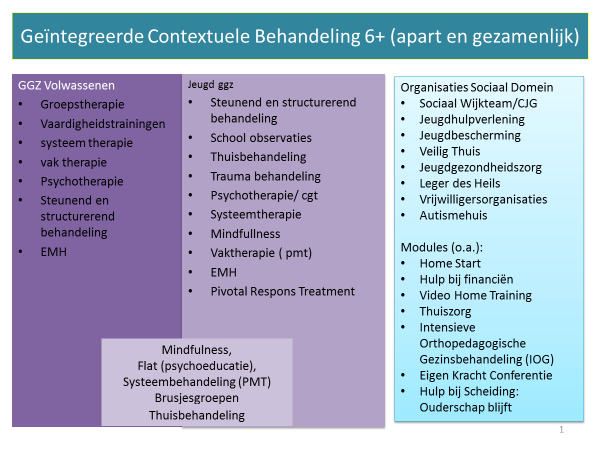 Geïntegreerde Contextuele Behandeling 6+ (apart en gezamenlijk)
GGZ Volwassenen
• Groepstherapie
• Vaardigheidstrainingen
• systeem therapie
• vak therapie
• Psychotherapie
• Steunend en
structurerend
behandeling
• EMH
Jeugd ggz
• Steunend en structurerend
behandeling
• School observaties
• Thuisbehandeling
• Trauma behandeling
• Psychotherapie/ cgt
• Systeemtherapie
• Mindfullness
• Vaktherapie ( pmt)
• EMH
• Pivotal Respons Treatment
Mindfulness,
Flat (psychoeducatie),
Systeembehandeling (PMT)
Brusjesgroepen
Thuisbehandeling
Organisaties Sociaal Domein
• Sociaal Wijkteam/CJG
• Jeugdhulpverlening
• Jeugdbescherming
• Veilig Thuis
• Jeugdgezondheidszorg
• Leger des Heils
• Vrijwilligersorganisaties
• Autismehuis
Modules (o.a.):
• Home Start
• Hulp bij financiën
• Video Home Training
• Thuiszorg
• Intensieve
Orthopedagogische
Gezinsbehandeling (IOG)
• Eigen Kracht Conferentie
• Hulp bij Scheiding:
Ouderschap blijft
1